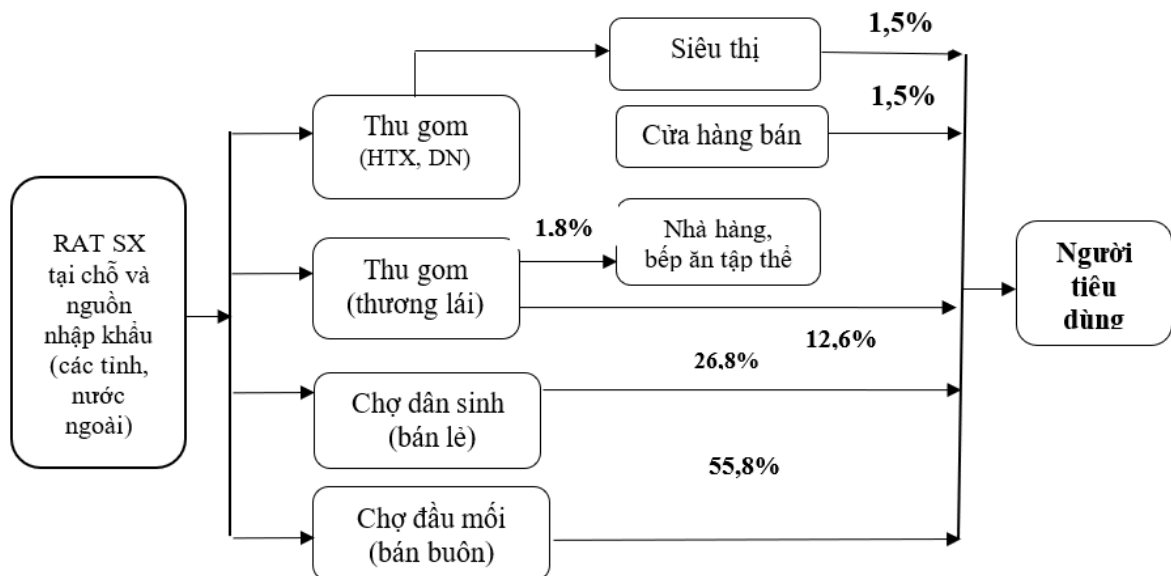 1,5%
Siêu thị
1,5%
Thu gom
(HTX, DN)
Cửa hàng bán
RAT SX
tại chỗ và
nguồn
nhập khẩu
(các tỉnh,
nước
ngoài)
1.8%
Nhà hàng,
bếp ăn tập thể
Thu gom
(thương lái)
Người
tiêu
dùng
12,6%
26,8%
Chợ dân sinh
(bán lẻ)
55,8%
Chợ đầu mối
(bán buôn)